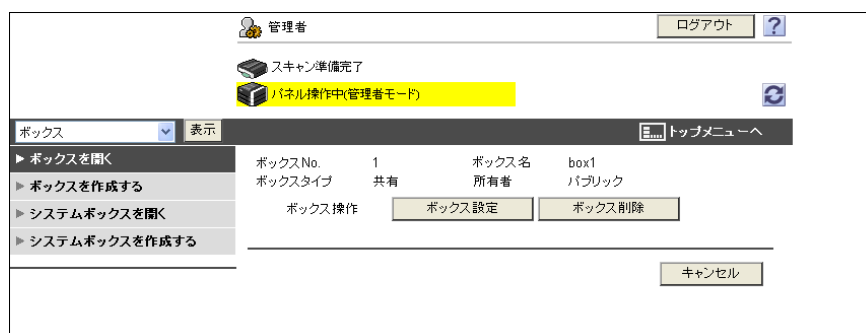 管理者 ログアウト ?
スキャン準備完了
パネル操作中(管理者モード)
ボックス 表示 トップメニューへ
ボックスを開く
ボックスを作成する
システムボックスを開く
システムボックスを作成する
ボックスNo. 1 ボックス名 box1
ボックスタイプ 共有 所有者 パブリック
ボックス操作 ボックス設定 ボックス削除
キャンセル